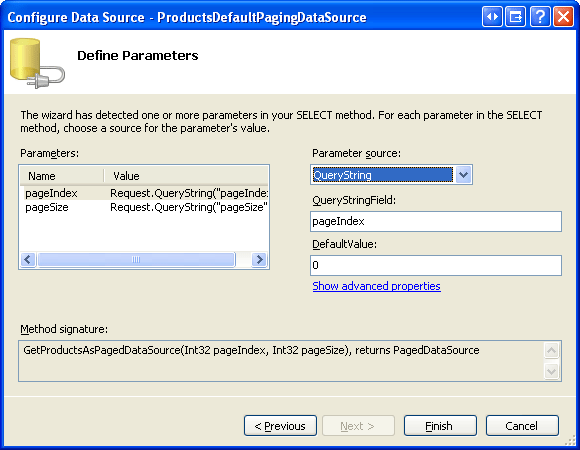 Configure Data Source - ProductsDefaultPagingDataSource
Define Parameters
The wizard has detected one or more parameters in your SELECT method. For each parameter in the SELECT
method, choose a source for the parameter's value.
Parameters:
Name Value
pageIndex Request.QueryString("pageInde
pageSize Request.QueryString("pageSize"
Parameter source:
QueryString
QueryStringField:
pageIndex
DefaultValue:
0
Show advanced properties
Method signature:
GetProductsAsPagedDataSource(Int32 pageIndex, Int32 pageSize), returns PagedDataSource
< Previous Next > Finish Cancel